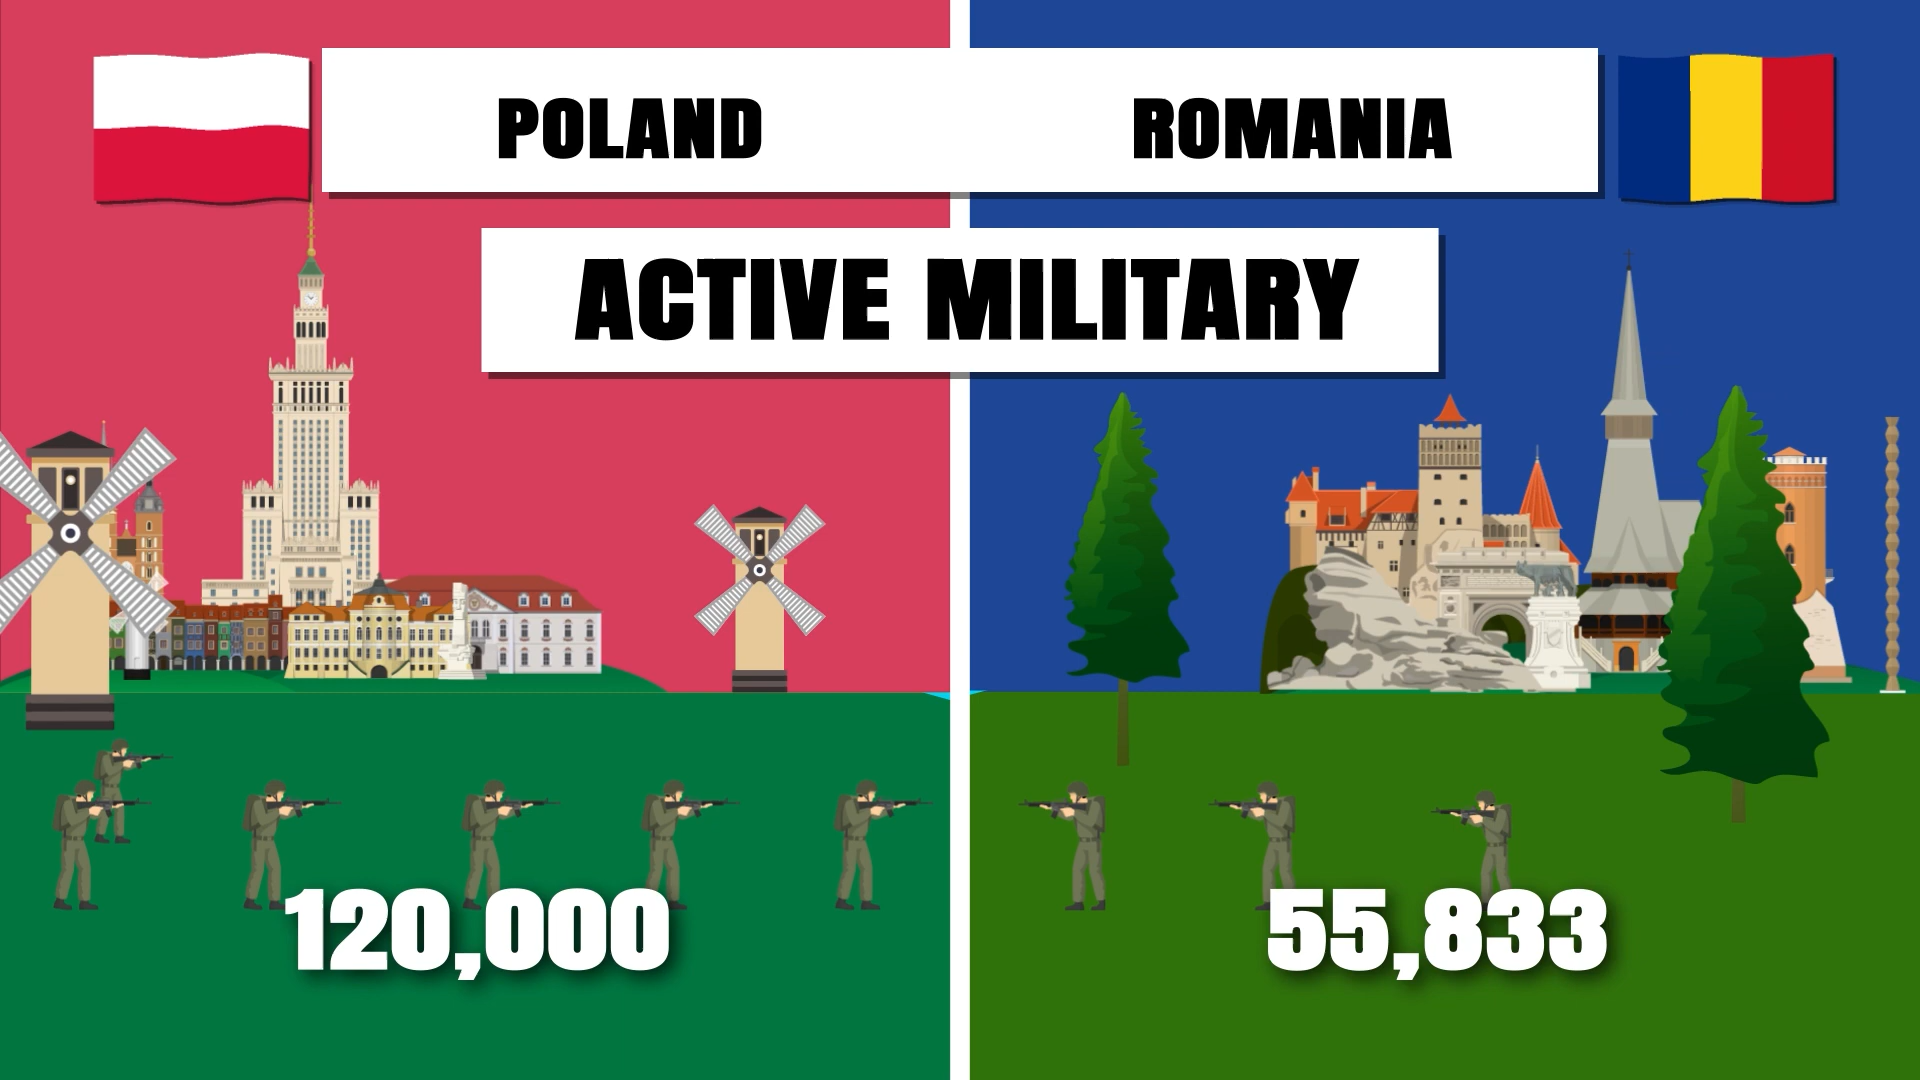 POLAND
ROMANIA
ACTIVE MILITARY
120,000
55,833